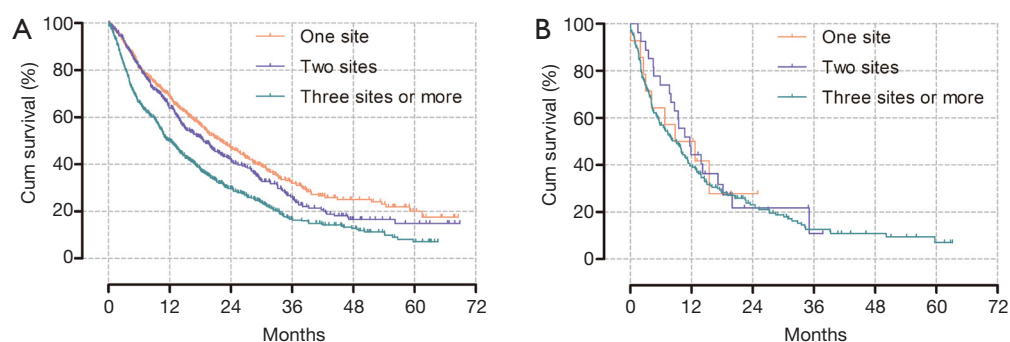 A
100
80
60
40
20
0
Cum survival (%)
One site
Two sites
Three sites or more
0 12 24 36 48 60 72
Months
B
100
80
60
40
20
0
Cum survival (%)
One site
Two sites
Three sites or more
0 12 24 36 48 60 72
Months